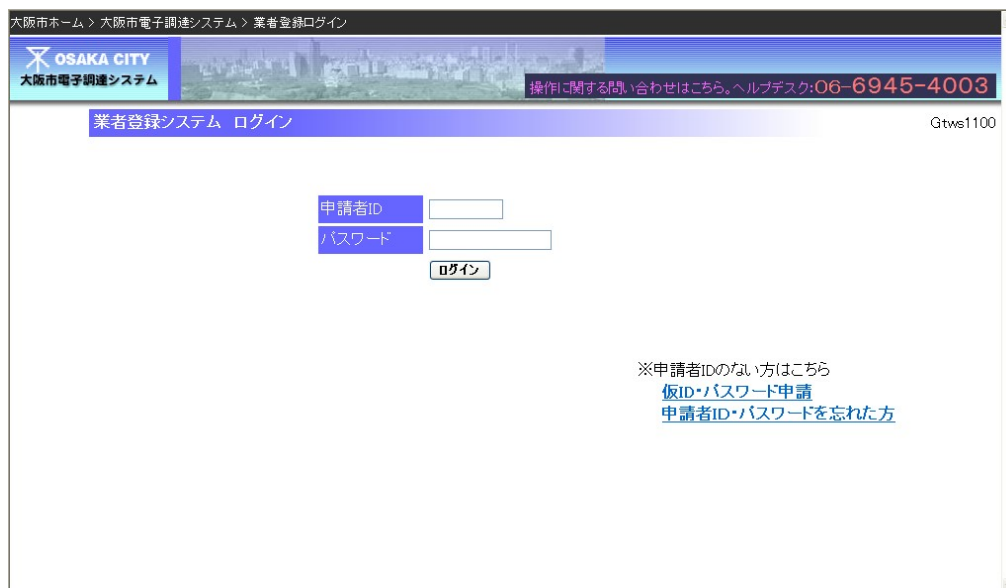 大阪市ホーム > 大阪市電子調達システム > 業者登録ログイン
OSAKA CITY
大阪市電子調達システム
操作に関する問い合わせはこちら。ヘルプデスク:06-6945-4003
業者登録システム ログイン
Gtws1100
申請者ID
パスワード
ログイン
※申請者IDのない方はこちら
仮ID・パスワード申請
申請者ID・パスワードを忘れた方